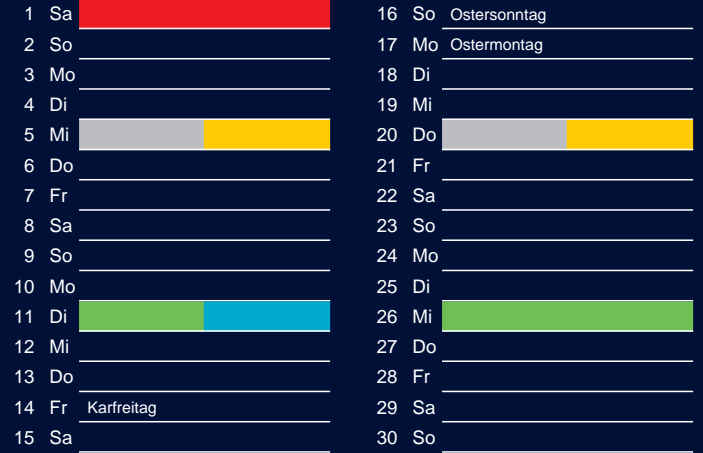 1 Sa
2 So
3 Mo
4 Di
5 Mi
6 Do
7 Fr
8 Sa
9 So
10 Mo
11 Di
12 Mi
13 Do
14 Fr Karfreitag
15 Sa
16 So Ostersonntag
17 Mo Ostermontag
18 Di
19 Mi
20 Do
21 Fr
22 Sa
23 So
24 Mo
25 Di
26 Mi
27 Do
28 Fr
29 Sa
30 So